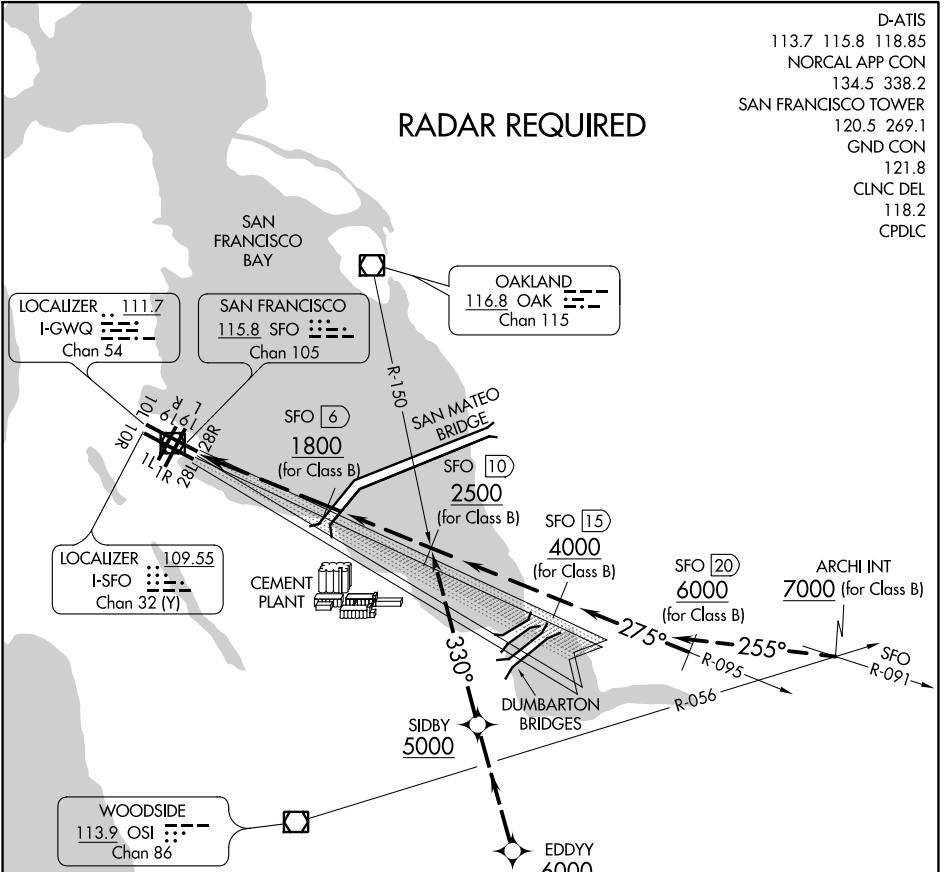 D-ATIS
113.7 115.8 118.85
NORCAL APP CON
134.5 338.2
SAN FRANCISCO TOWER
120.5 269.1
GND CON
121.8
CLNC DEL
118.2
CPDLC
RADAR REQUIRED
SAN
FRANCISCO
BAY
OAKLAND
116.8 OAK
Chan 115
LOCALIZER 111.7
I-GWQ
Chan 54
SAN FRANCISCO
115.8 SFO
Chan 105
R-150
SAN MATEO
BRIDGE
10L
10R
19R
19L
28R
28L
1L
1R
SFO 6
1800
(for Class B)
SFO 10
2500
(for Class B)
SFO 15
4000
(for Class B)
SFO 20
6000
(for Class B)
ARCHI INT
7000 (for Class B)
LOCALIZER 109.55
I-SFO
Chan 32 (Y)
CEMENT
PLANT
330°
275°
R-095
255°
SFO
R-091
R-056
DUMBARTON
BRIDGES
SIDBY
5000
WOODSIDE
113.9 OSI
Chan 86
EDDYY
6000